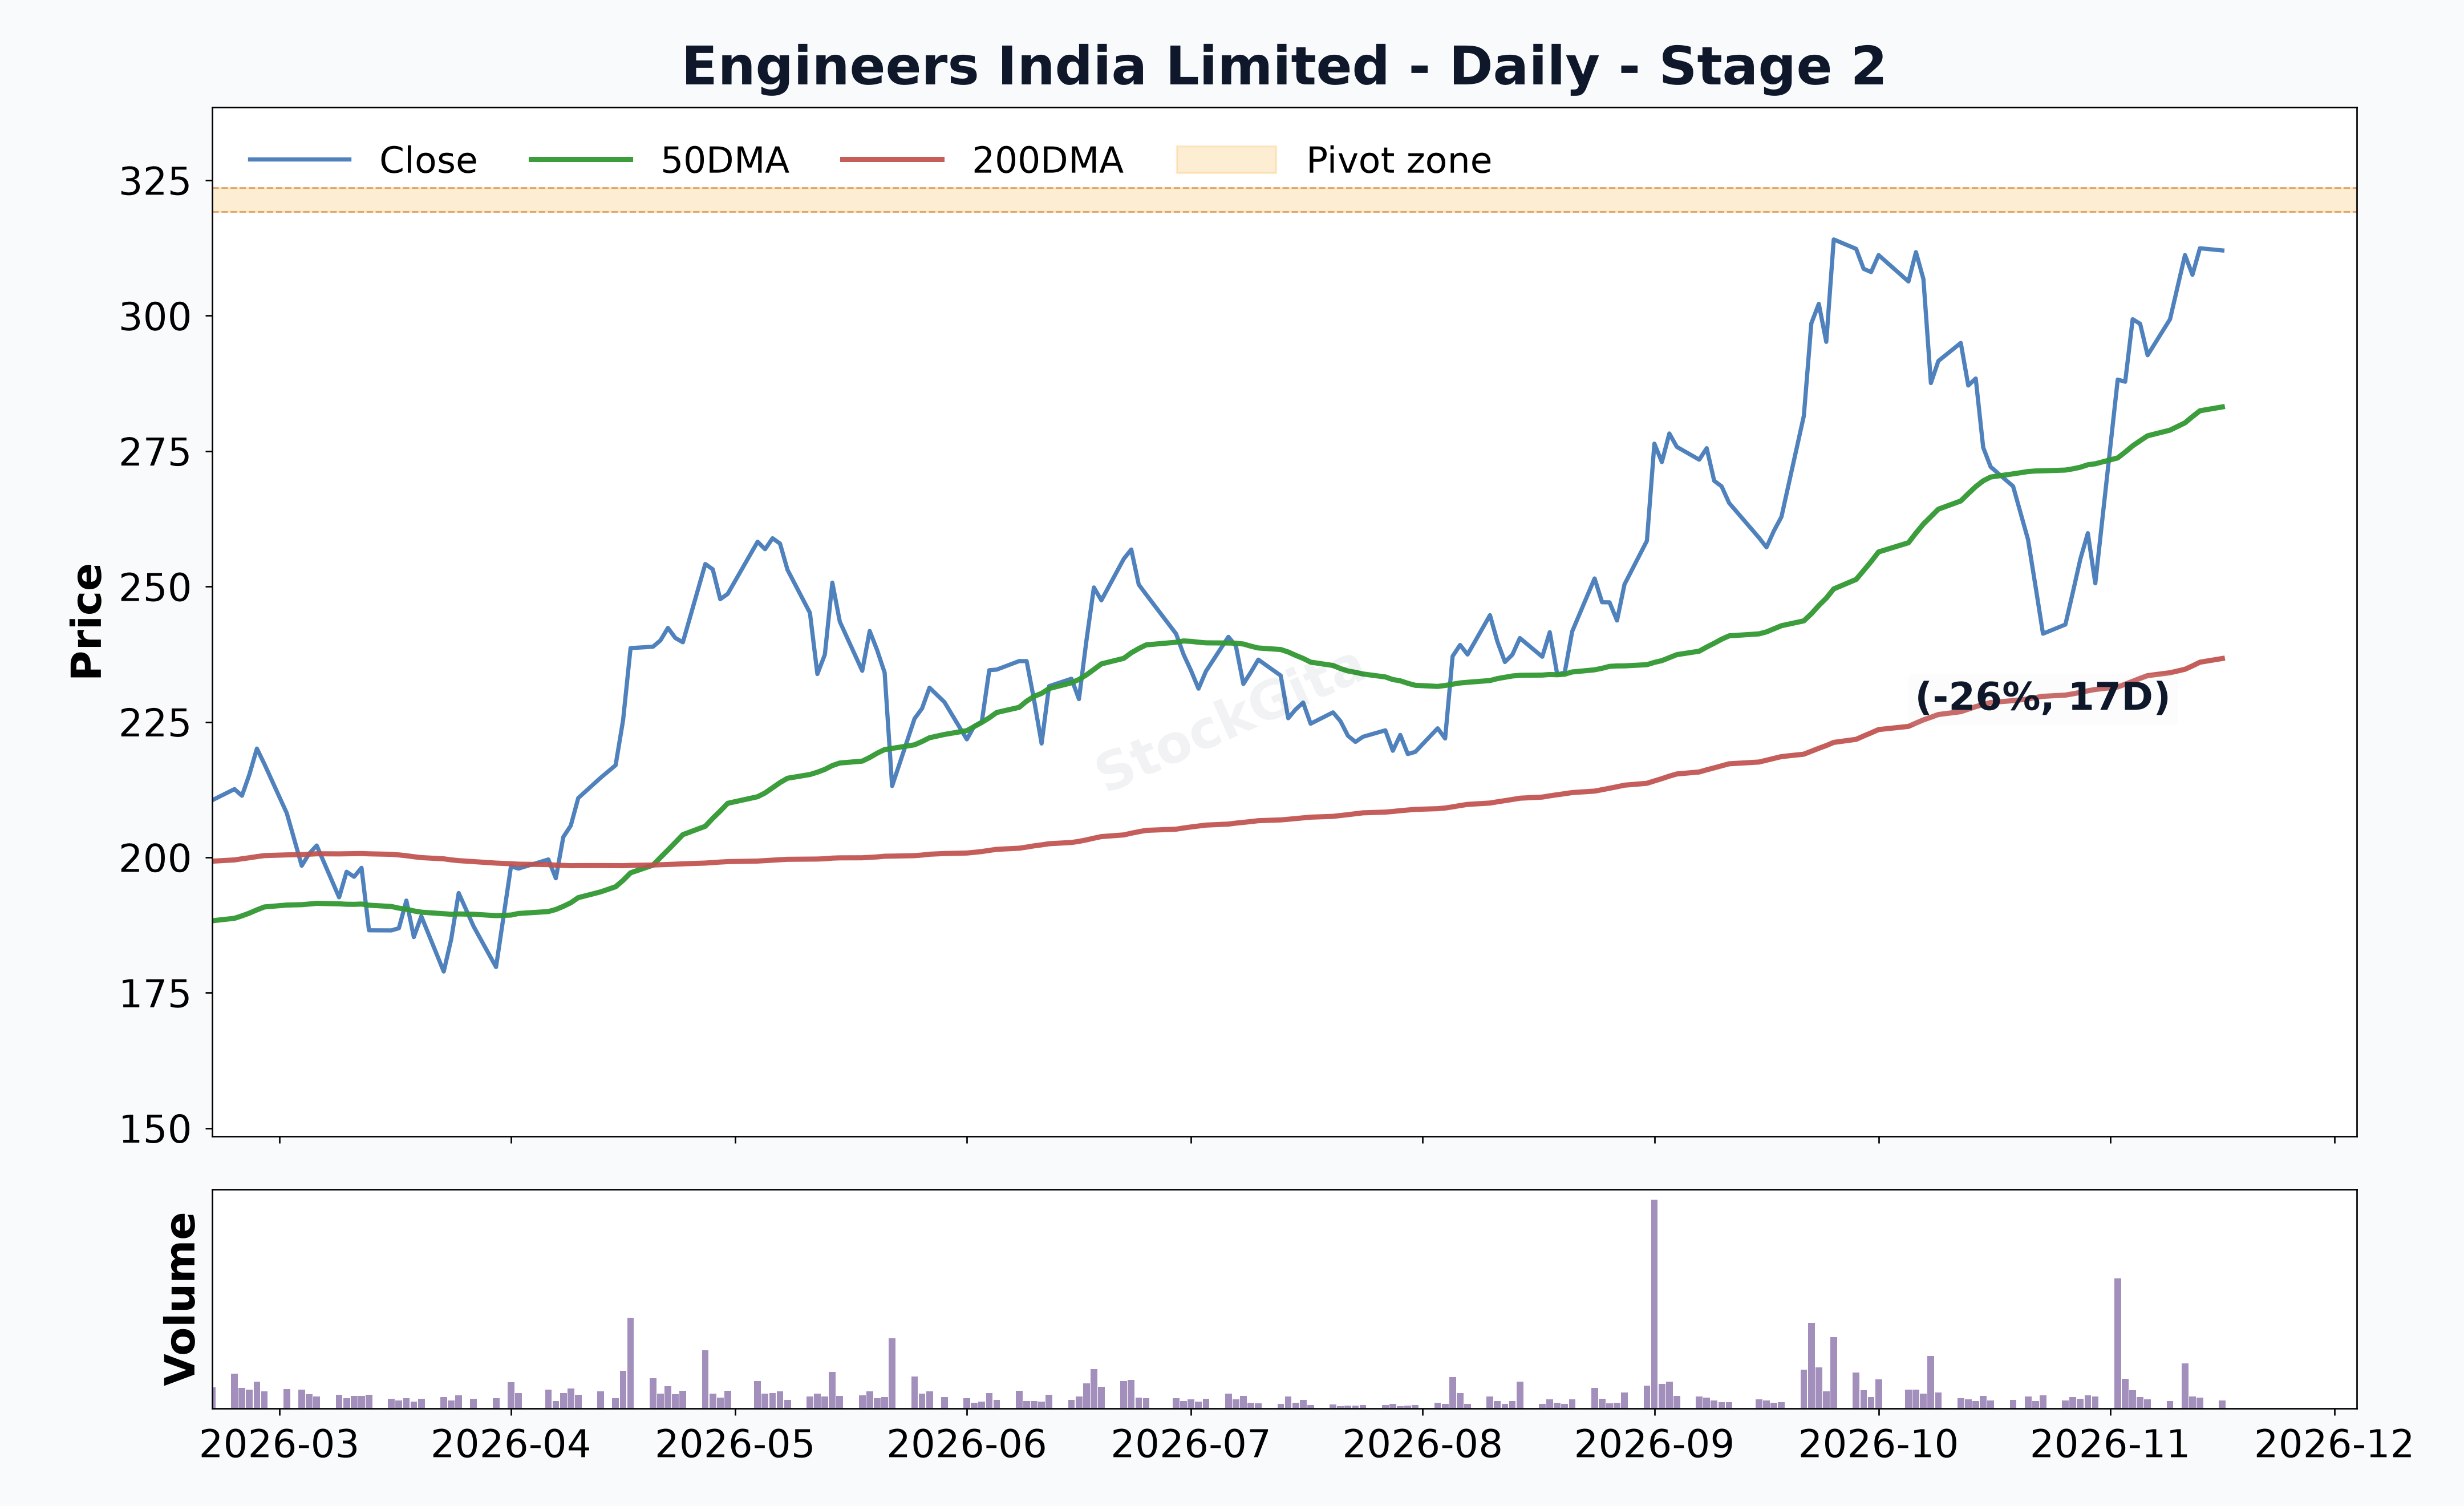 Engineers India Limited - Daily - Stage 2
Close 50DMA 200DMA Pivot zone
325
300
275
250
225
200
175
150
Price
(-26%, 17D)
StockGita
Volume
2026-03 2026-04 2026-05 2026-06 2026-07 2026-08 2026-09 2026-10 2026-11 2026-12